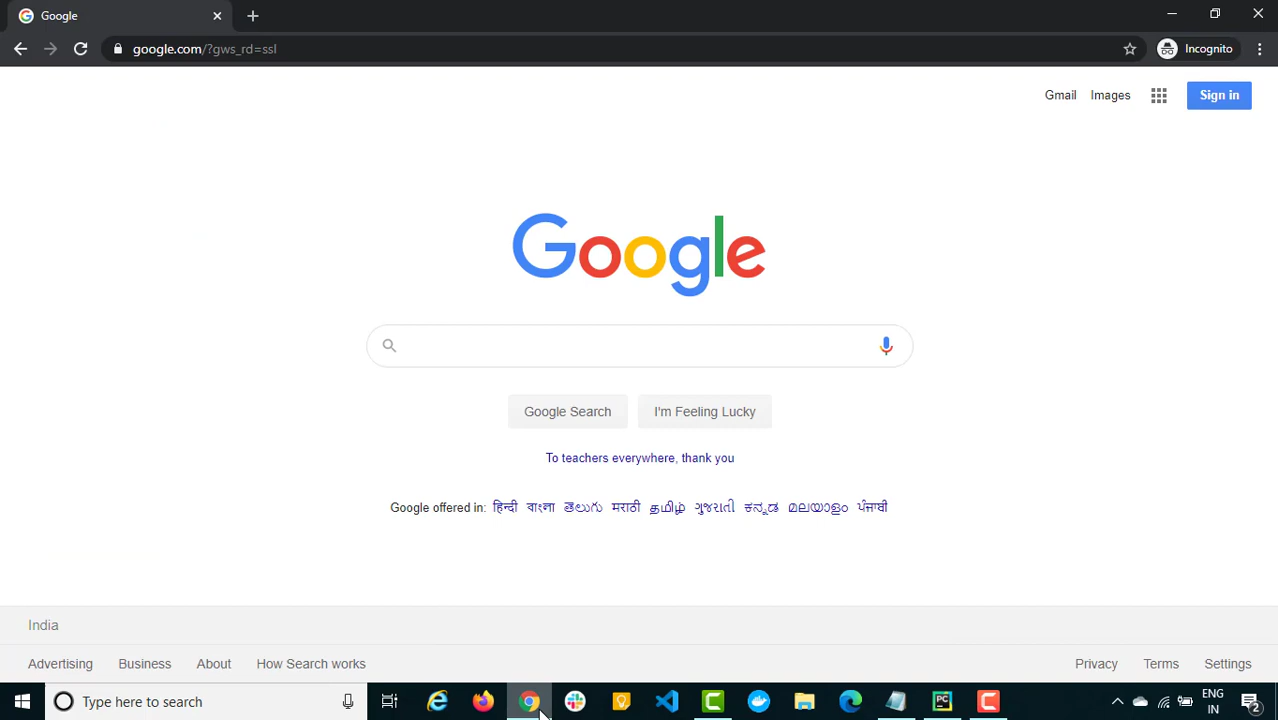 Google
google.com/?gws_rd=ssl
Incognito
Gmail Images Sign in
Google
Google Search I'm Feeling Lucky
To teachers everywhere, thank you
Google offered in: हिन्दी বাংলা తెలుగు मराठी தமிழ் ગુજરાતી ಕನ್ನಡ മലയാളം ਪੰਜਾਬੀ
India
Advertising Business About How Search works Privacy Terms Settings
Type here to search
ENG
IN
2